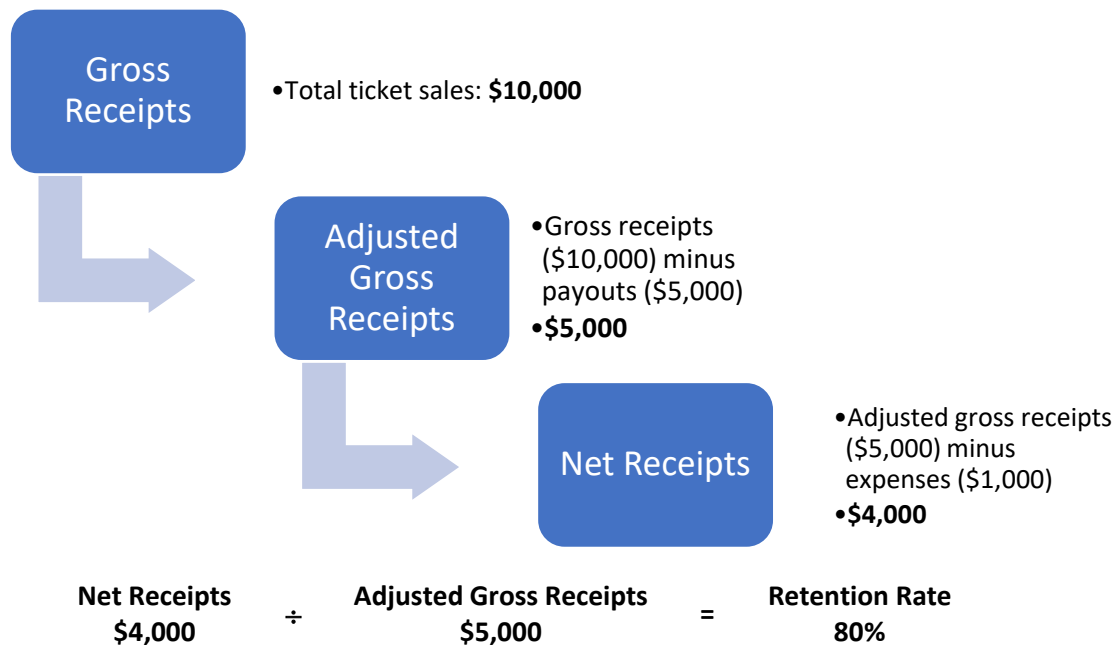 Gross
Receipts
•Total ticket sales: $10,000
Adjusted
Gross
Receipts
•Gross receipts
($10,000) minus
payouts ($5,000)
•$5,000
Net Receipts
•Adjusted gross receipts
($5,000) minus
expenses ($1,000)
•$4,000
Net Receipts ÷ Adjusted Gross Receipts = Retention Rate
$4,000 $5,000 80%